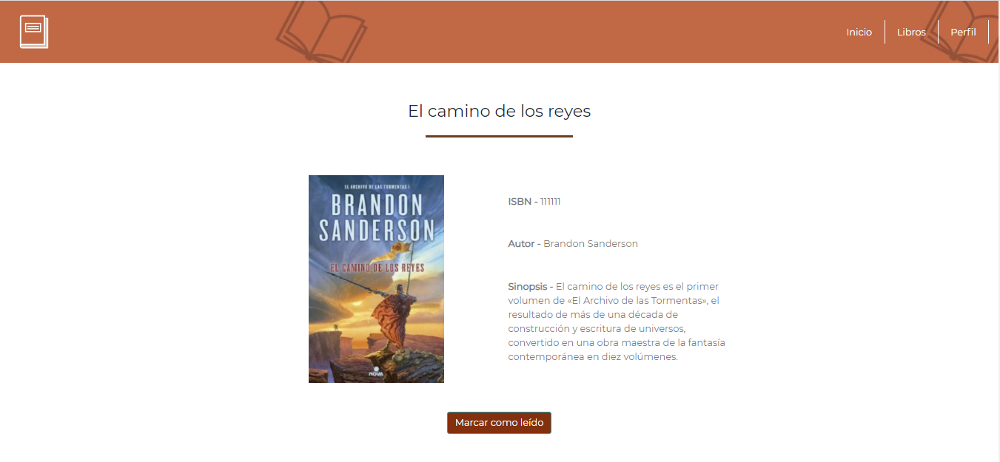 Inicio
Libros
Perfil
El camino de los reyes
EL ARCHIVO DE LAS TORMENTAS 1
BRANDON
SANDERSON
EL CAMINO DE LOS REYES
NOVA
ISBN - 111111
Autor - Brandon Sanderson
Sinopsis - El camino de los reyes es el primer
volumen de «El Archivo de las Tormentas», el
resultado de más de una década de
construcción y escritura de universos,
convertido en una obra maestra de la fantasía
contemporánea en diez volúmenes.
Marcar como leído